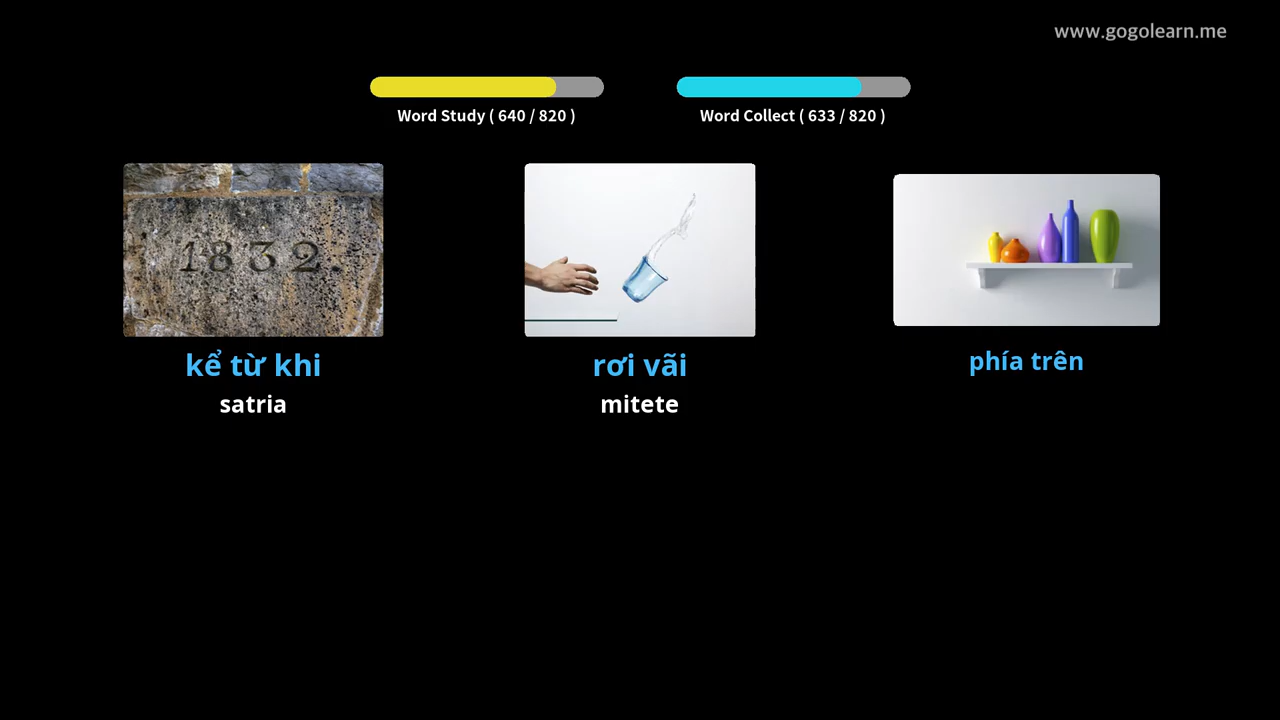 www.gogolearn.me
Word Study ( 640 / 820 )
Word Collect ( 633 / 820 )
1832
kể từ khi
satria
rơi vãi
mitete
phía trên